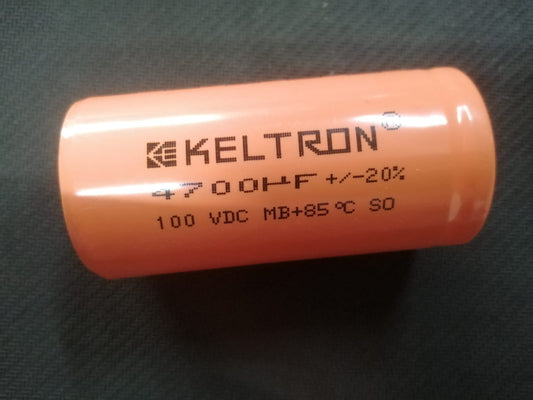 KELTRON
4700µF +/-20%
100 VDC MB+85°C SO